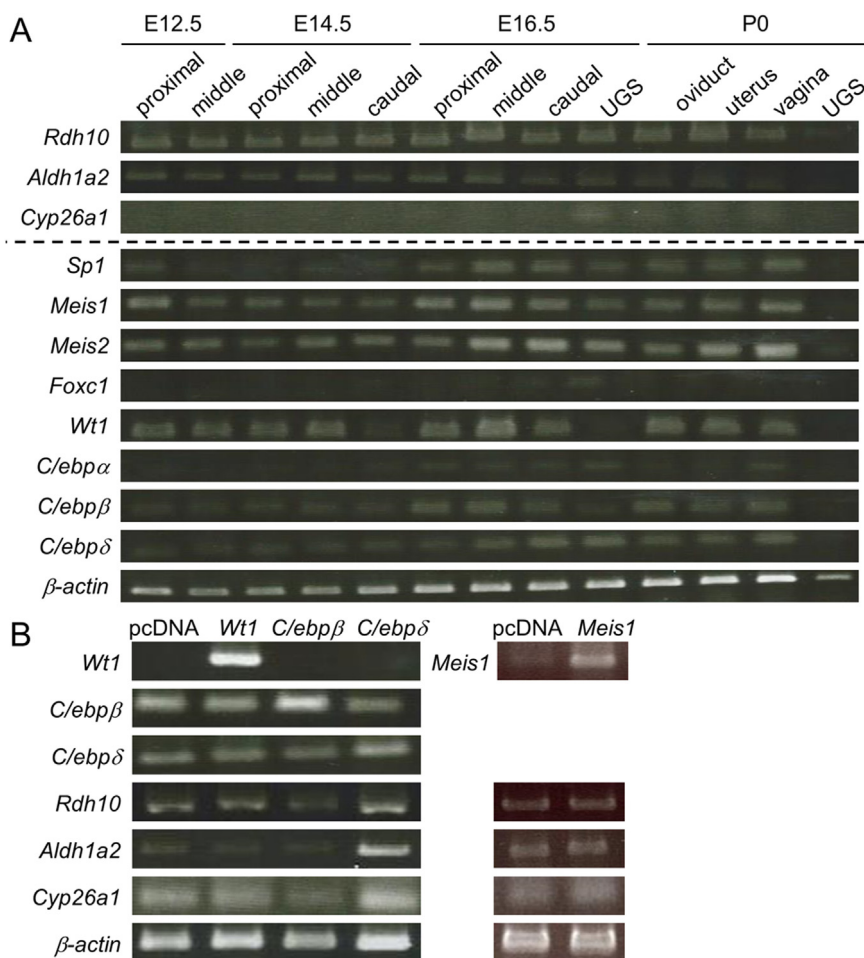 A
E12.5 E14.5 E16.5 P0
proximal middle proximal middle caudal proximal middle caudal UGS oviduct uterus vagina UGS
Rdh10
Aldh1a2
Cyp26a1
Sp1
Meis1
Meis2
Foxc1
Wt1
C/ebpα
C/ebpβ
C/ebpδ
β-actin
B
pcDNA Wt1 C/ebpβ C/ebpδ pcDNA Meis1
Wt1 Meis1
C/ebpβ
C/ebpδ
Rdh10
Aldh1a2
Cyp26a1
β-actin